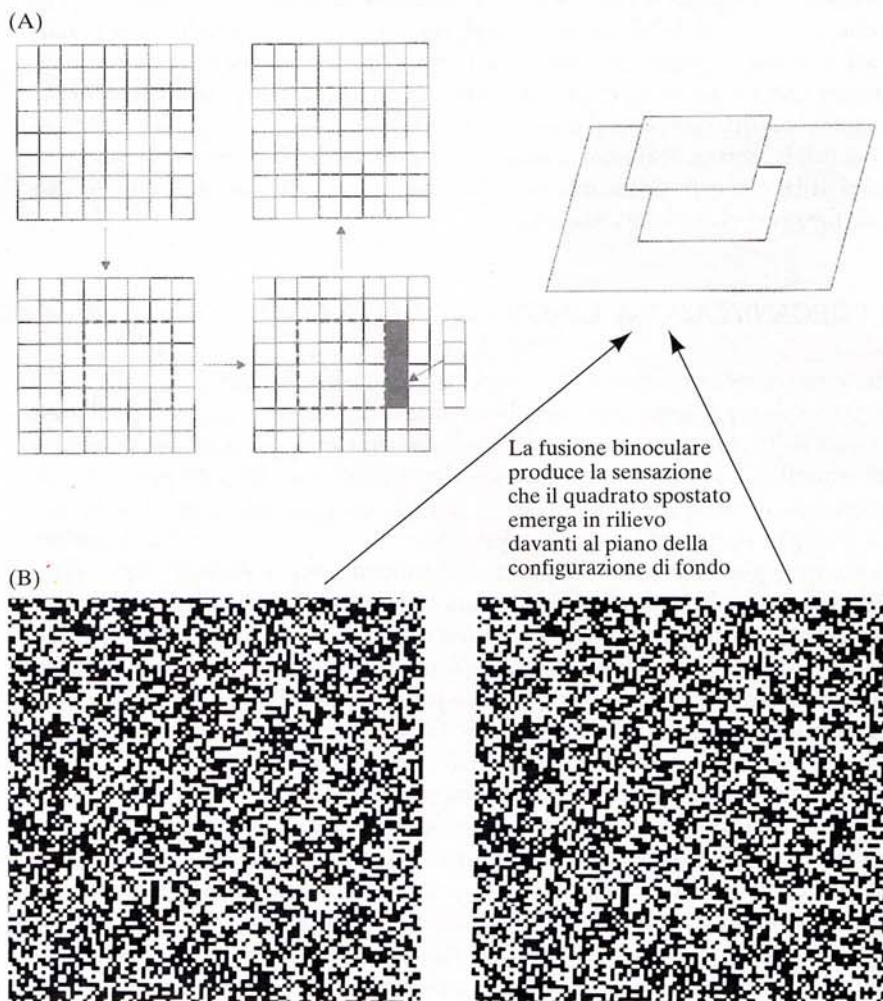 (A)
La fusione binoculare
produce la sensazione
che il quadrato spostato
emerga in rilievo
davanti al piano della
configurazione di fondo
(B)